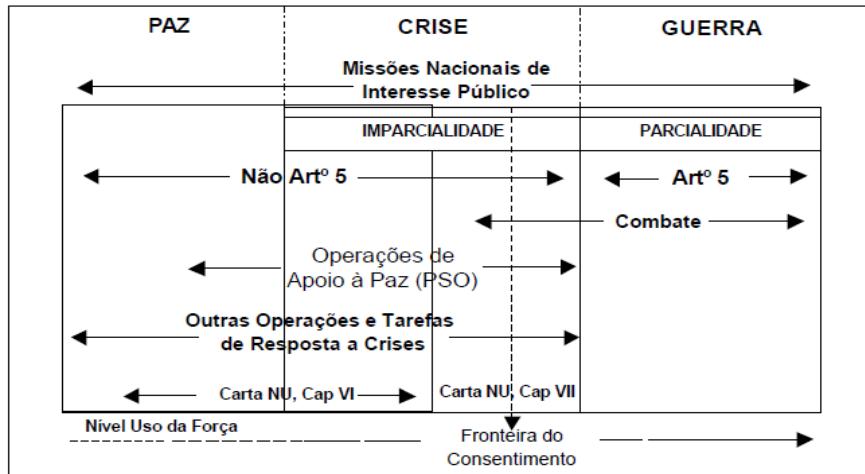 PAZ CRISE GUERRA
Missões Nacionais de
Interesse Público
IMPARCIALIDADE PARCIALIDADE
Não Artº 5 Artº 5
Combate
Operações de
Apoio à Paz (PSO)
Outras Operações e Tarefas
de Resposta a Crises
Carta NU, Cap VI Carta NU, Cap VII
Nível Uso da Força
Fronteira do
Consentimento